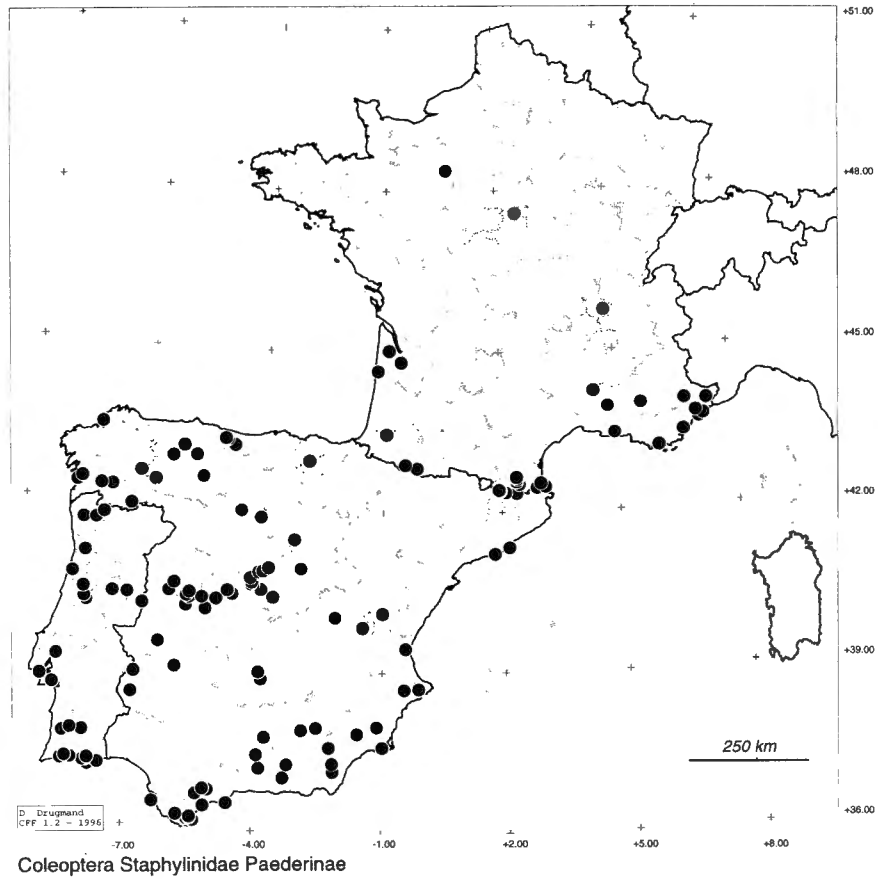 +51.00
+48.00
+45.00
+42.00
+39.00
250 km
+36.00
D Drugmand
CFF 1.2 - 1996
-7.00 -4.00 -1.00 +2.00 +5.00 +8.00
Coleoptera Staphylinidae Paederinae